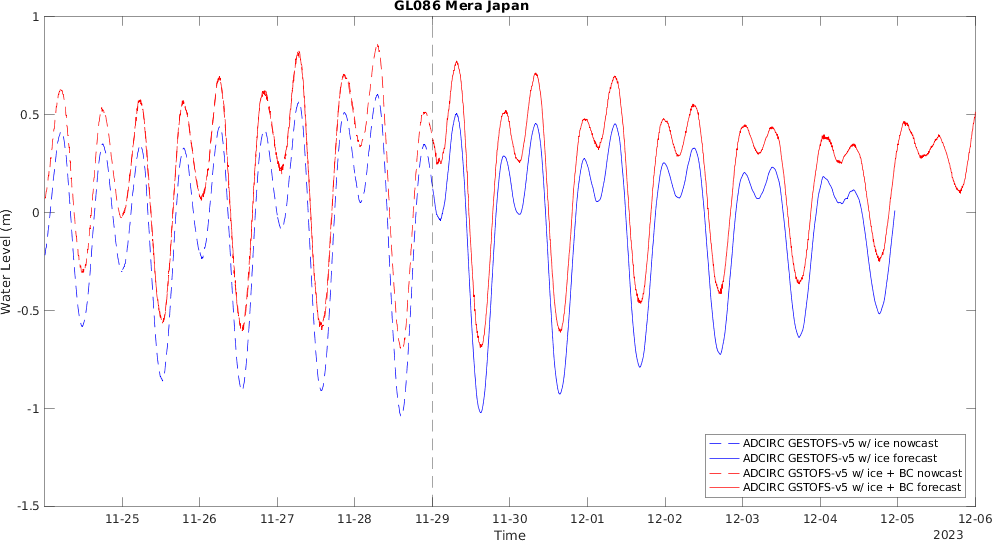 GL086 Mera Japan
1
0.5
0
-0.5
-1
-1.5
Water Level (m)
11-25
11-26
11-27
11-28
11-29
11-30
12-01
12-02
12-03
12-04
12-05
12-06
Time
2023
ADCIRC GESTOFS-v5 w/ ice nowcast
ADCIRC GESTOFS-v5 w/ ice forecast
ADCIRC GSTOFS-v5 w/ ice + BC nowcast
ADCIRC GSTOFS-v5 w/ ice + BC forecast